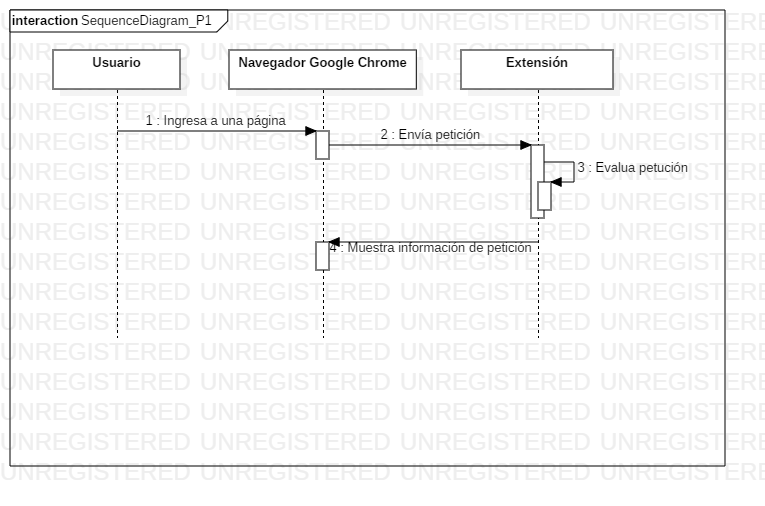 interaction SequenceDiagram_P1
Usuario
Navegador Google Chrome
Extensión
1 : Ingresa a una página
2 : Envía petición
3 : Evalua petución
4 : Muestra información de petición
UNREGISTERED UNREGISTERED UNREGISTERED UNREGISTERED